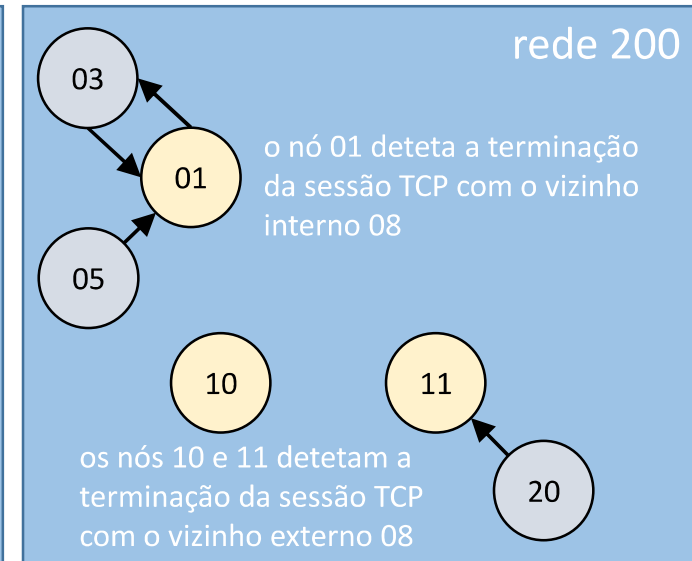 rede 200
03
01
o nó 01 deteta a terminação
da sessão TCP com o vizinho
interno 08
05
10
11
os nós 10 e 11 detetam a
terminação da sessão TCP
com o vizinho externo 08
20